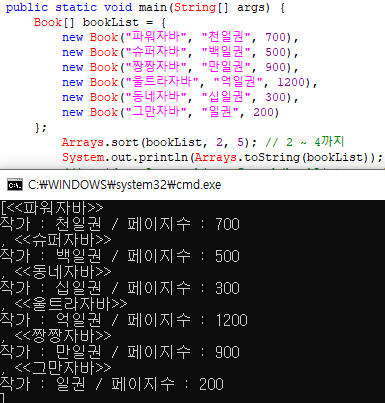 public static void main(String[] args) {
Book[] bookList = {
new Book("파워자바", "천일권", 700),
new Book("슈퍼자바", "백일권", 500),
new Book("짱짱자바", "만일권", 900),
new Book("울트라자바", "억일권", 1200),
new Book("동네자바", "십일권", 300),
new Book("그만자바", "일권", 200)
};
Arrays.sort(bookList, 2, 5); // 2 ~ 4까지
System.out.println(Arrays.toString(bookList));
C:\WINDOWS\system32\cmd.exe
[<<파워자바>>
작가 : 천일권 / 페이지수 : 700
, <<슈퍼자바>>
작가 : 백일권 / 페이지수 : 500
, <<동네자바>>
작가 : 십일권 / 페이지수 : 300
, <<울트라자바>>
작가 : 억일권 / 페이지수 : 1200
, <<짱짱자바>>
작가 : 만일권 / 페이지수 : 900
, <<그만자바>>
작가 : 일권 / 페이지수 : 200
]